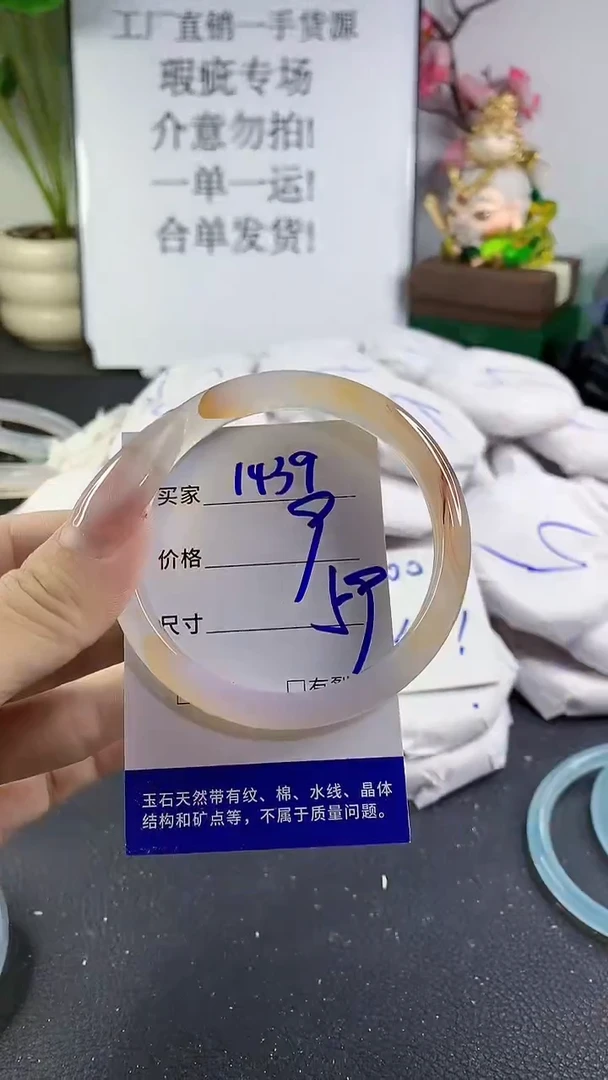 工厂直销一手货源
瑕疵专场
介意勿拍!
一单一运!
合单发货!
买家 1439
价格 9
尺寸 59
□有裂
玉石天然带有纹、棉、水线、晶体
结构和矿点等，不属于质量问题。